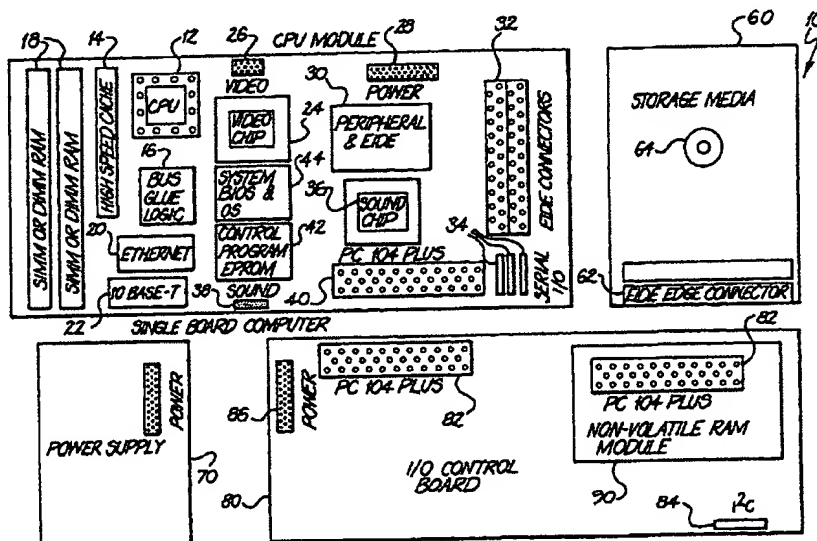 CPU MODULE
18
14
12
26
28
32
60
10
SIMM OR DIMM RAM
SIMM OR DIMM RAM
HIGH SPEED CACHE
CPU
VIDEO
VIDEO
CHIP
24
POWER
30
PERIPHERAL
& EIDE
EIDE CONNECTORS
STORAGE MEDIA
64
16
BUS
GLUE
LOGIC
SYSTEM
BIOS &
OS
44
36
SOUND
CHIP
20
ETHERNET
CONTROL
PROGRAM
EPROM
42
PC 104 PLUS
34
SERIAL
I/O
22
10 BASE-T
38
SOUND
40
62
EIDE EDGE CONNECTOR
SINGLE BOARD COMPUTER
POWER
POWER SUPPLY
70
86
POWER
PC 104 PLUS
82
82
PC 104 PLUS
NON-VOLATILE RAM
MODULE
I/O CONTROL
BOARD
80
90
84
I²C